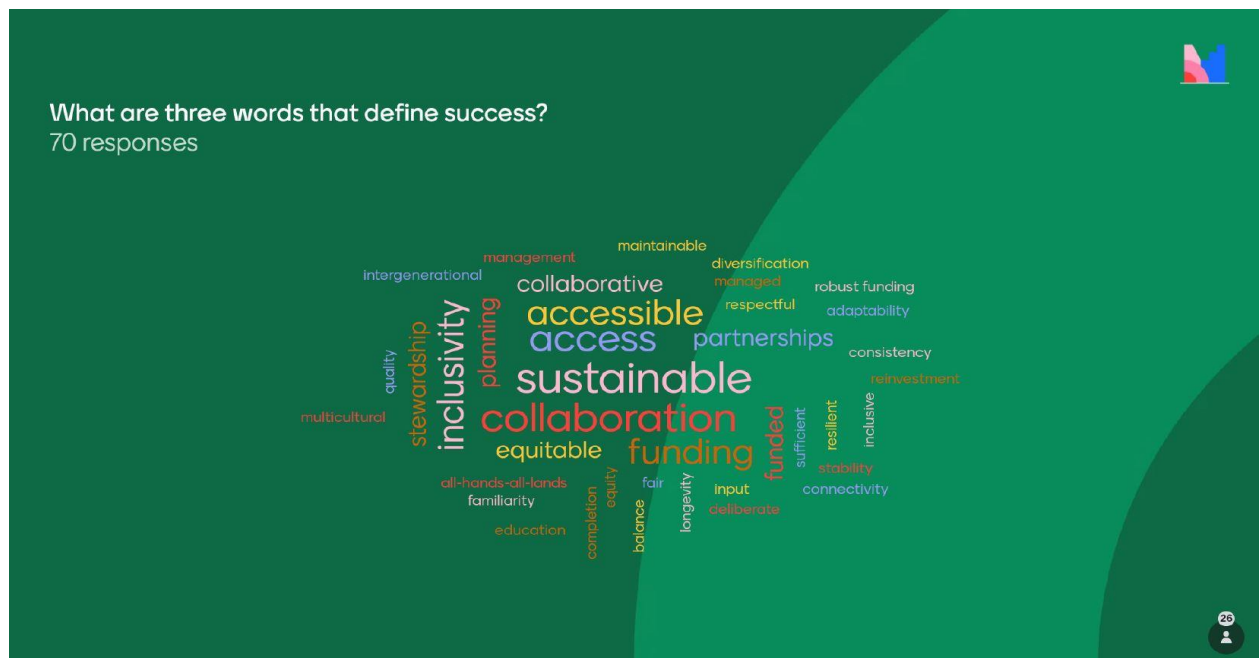 What are three words that define success?
70 responses
maintainable
management
diversification
intergenerational
collaborative
managed
robust funding
accessible
respectful
adaptability
inclusivity
planning
access
partnerships
stewardship
quality
consistency
sustainable
reinvestment
multicultural
collaboration
funded
sufficient
resilient
inclusive
equitable
funding
stability
all-hands-all-lands
equity
fair
longevity
input
connectivity
familiarity
completion
balance
deliberate
education
26